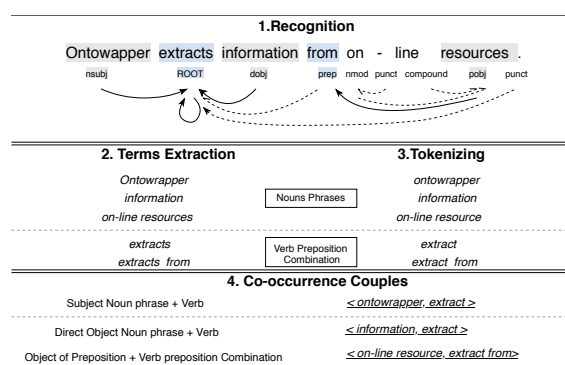 1.Recognition
Ontowapper extracts information from on - line resources .
nsubj ROOT dobj prep nmod punct compound pobj punct
2. Terms Extraction 3.Tokenizing
Ontowrapper ontowrapper
information Nouns Phrases information
on-line resources on-line resource
extracts Verb Preposition extract
extracts from Combination extract from
4. Co-occurrence Couples
Subject Noun phrase + Verb < ontowrapper, extract >
Direct Object Noun phrase + Verb < information, extract >
Object of Preposition + Verb preposition Combination < on-line resource, extract from>